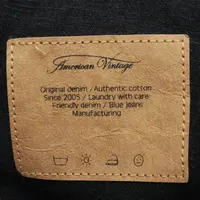 American Vintage
Original denim / Authentic cotton
Since 2005 / Laundry with care
Friendly denim / Blue jeans
Manufacturing